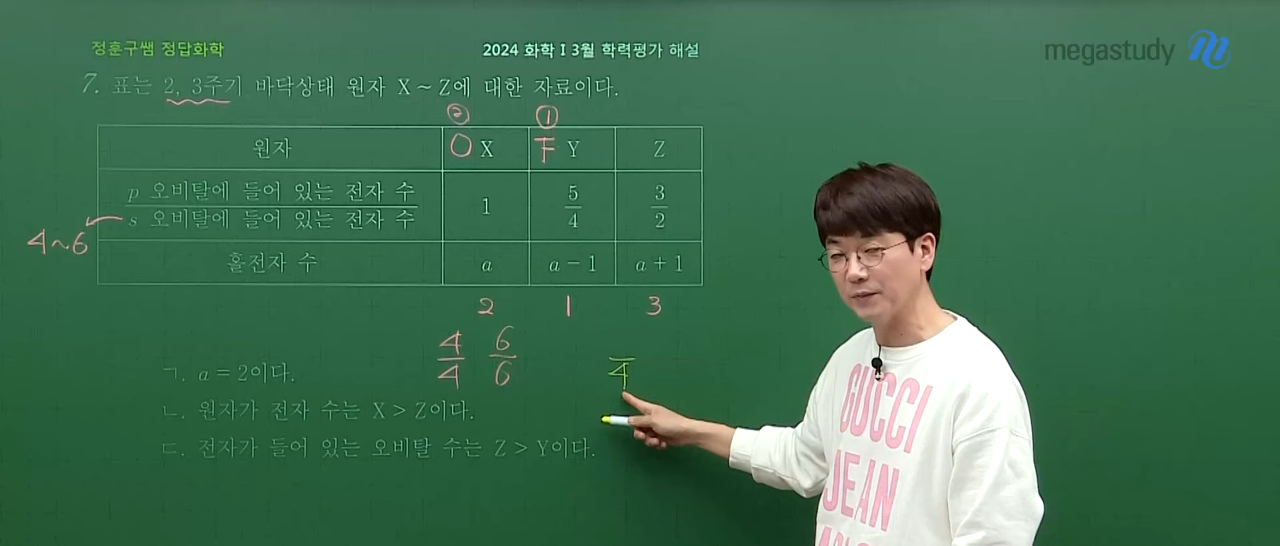 정훈구쌤 정답화학
2024 화학 I 3월 학력평가 해설
megastudy
7. 표는 2, 3주기 바닥상태 원자 X ~ Z에 대한 자료이다.
② ①
원자 O X F Y Z
p 오비탈에 들어 있는 전자 수 / s 오비탈에 들어 있는 전자 수 1 5/4 3/2
4~6
홀전자 수 a a − 1 a + 1
2 1 3
4/4 6/6
/4
ㄱ. a = 2이다.
ㄴ. 원자가 전자 수는 X > Z이다.
ㄷ. 전자가 들어 있는 오비탈 수는 Z > Y이다.
GUCCI
JEAN